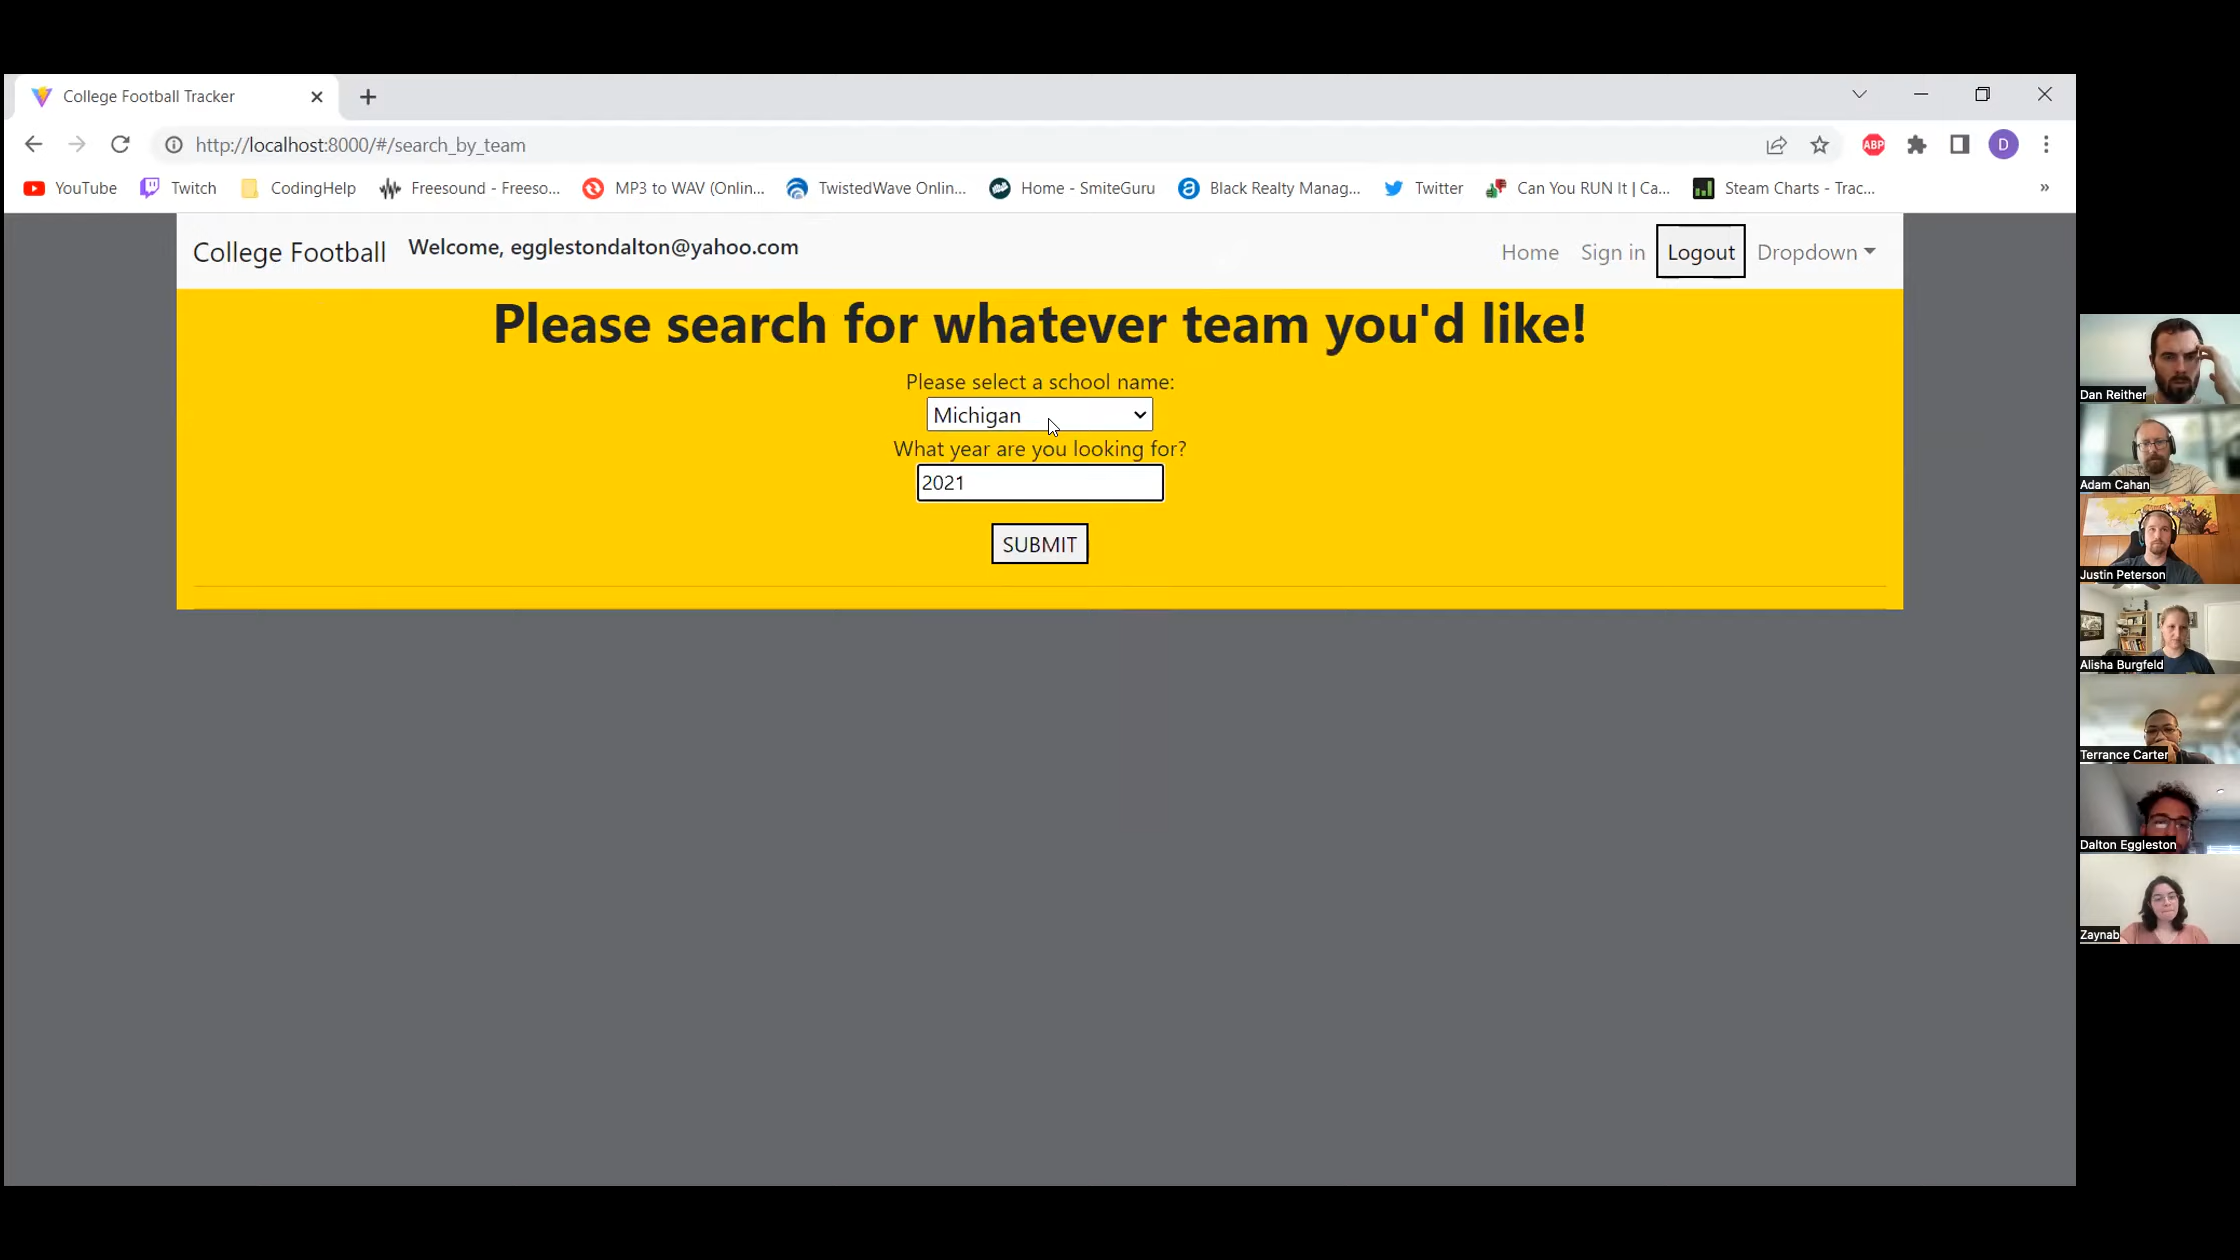 College Football Tracker
http://localhost:8000/#/search_by_team
ABP
D
YouTube Twitch CodingHelp Freesound - Freeso... MP3 to WAV (Onlin... TwistedWave Onlin... Home - SmiteGuru Black Realty Manag... Twitter Can You RUN It | Ca... Steam Charts - Trac... »
College Football Welcome, egglestondalton@yahoo.com Home Sign in Logout Dropdown
Please search for whatever team you'd like!
Please select a school name:
Michigan
What year are you looking for?
2021
SUBMIT
Dan Reither
Adam Cahan
Justin Peterson
Alisha Burgfeld
Terrance Carter
Dalton Eggleston
Zaynab